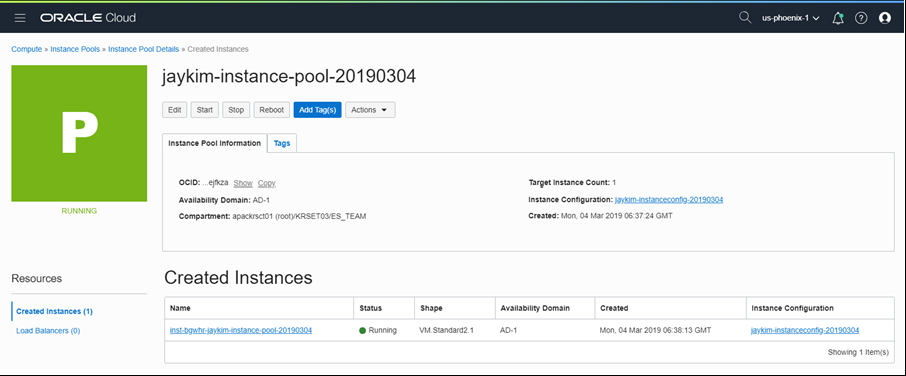 ORACLE Cloud
us-phoenix-1
Compute » Instance Pools » Instance Pool Details » Created Instances
P
RUNNING
jaykim-instance-pool-20190304
Edit Start Stop Reboot Add Tag(s) Actions
Instance Pool Information Tags
OCID: ...ejfkza Show Copy
Availability Domain: AD-1
Compartment: apackrsct01 (root)/KRSET03/ES_TEAM
Target Instance Count: 1
Instance Configuration: jaykim-instanceconfig-20190304
Created: Mon, 04 Mar 2019 06:37:24 GMT
Resources
Created Instances (1)
Load Balancers (0)
Created Instances
Name Status Shape Availability Domain Created Instance Configuration
inst-bgwhr-jaykim-instance-pool-20190304 Running VM.Standard2.1 AD-1 Mon, 04 Mar 2019 06:38:13 GMT jaykim-instanceconfig-20190304
Showing 1 Item(s)